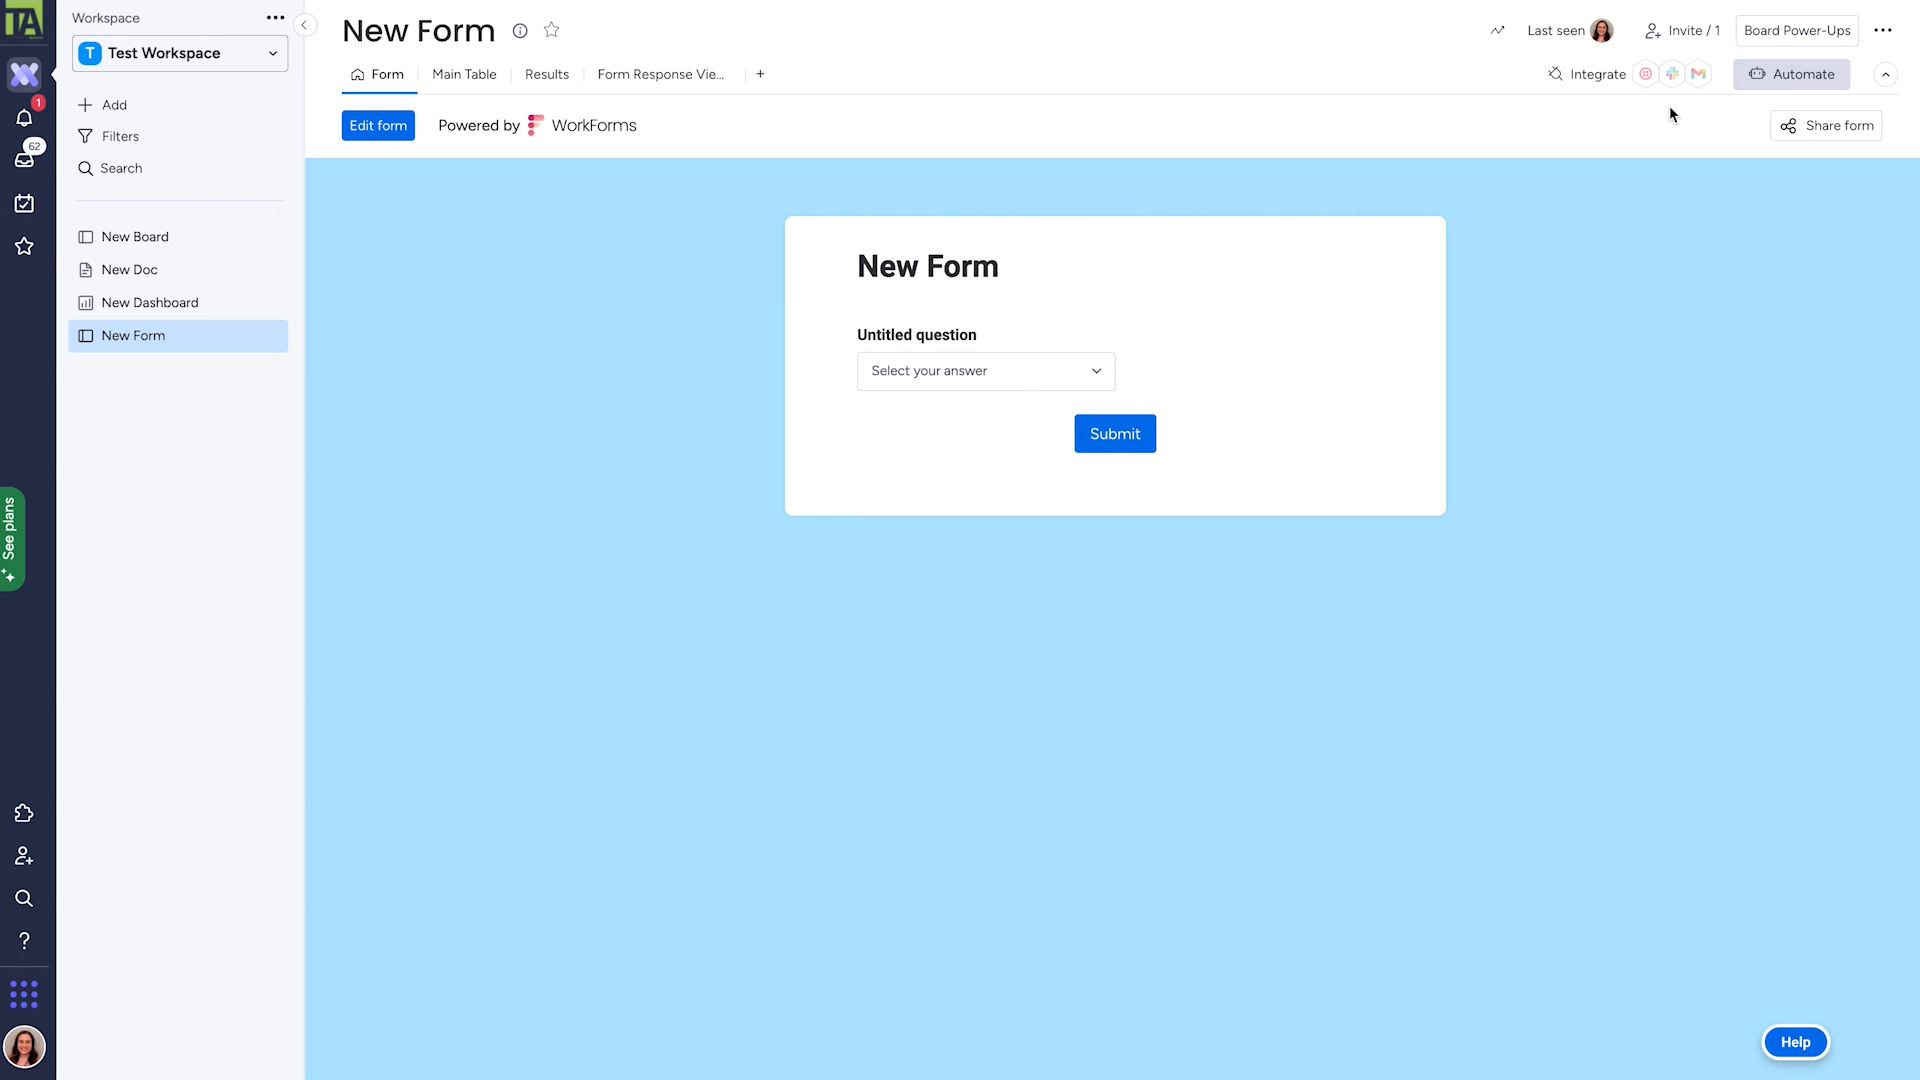 TA
Workspace
T Test Workspace
Add
Filters
Search
New Board
New Doc
New Dashboard
New Form
1
62
See plans
New Form
Last seen
Invite / 1
Board Power-Ups
Form
Main Table
Results
Form Response Vie...
+
Integrate
Automate
Edit form
Powered by WorkForms
Share form
New Form
Untitled question
Select your answer
Submit
Help